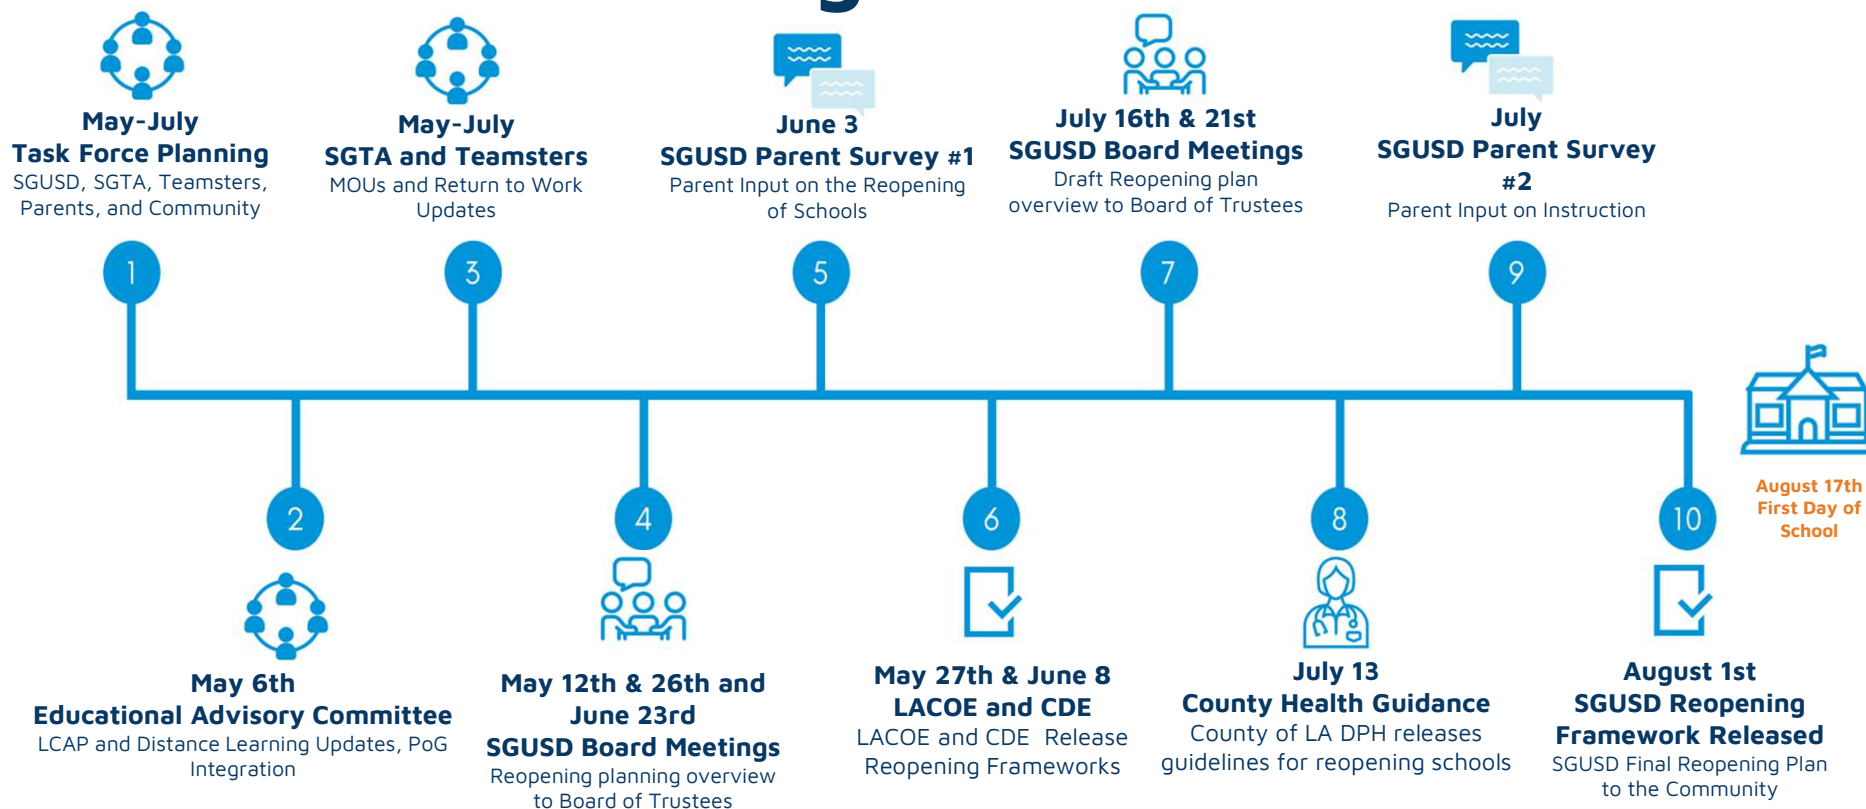 May-July
Task Force Planning
SGUSD, SGTA, Teamsters,
Parents, and Community
1
May-July
SGTA and Teamsters
MOUs and Return to Work
Updates
3
June 3
SGUSD Parent Survey #1
Parent Input on the Reopening
of Schools
5
July 16th & 21st
SGUSD Board Meetings
Draft Reopening plan
overview to Board of Trustees
7
July
SGUSD Parent Survey
#2
Parent Input on Instruction
9
August 17th
First Day of
School
2
May 6th
Educational Advisory Committee
LCAP and Distance Learning Updates, PoG
Integration
4
May 12th & 26th and
June 23rd
SGUSD Board Meetings
Reopening planning overview
to Board of Trustees
6
May 27th & June 8
LACOE and CDE
LACOE and CDE Release
Reopening Frameworks
8
July 13
County Health Guidance
County of LA DPH releases
guidelines for reopening schools
10
August 1st
SGUSD Reopening
Framework Released
SGUSD Final Reopening Plan
to the Community